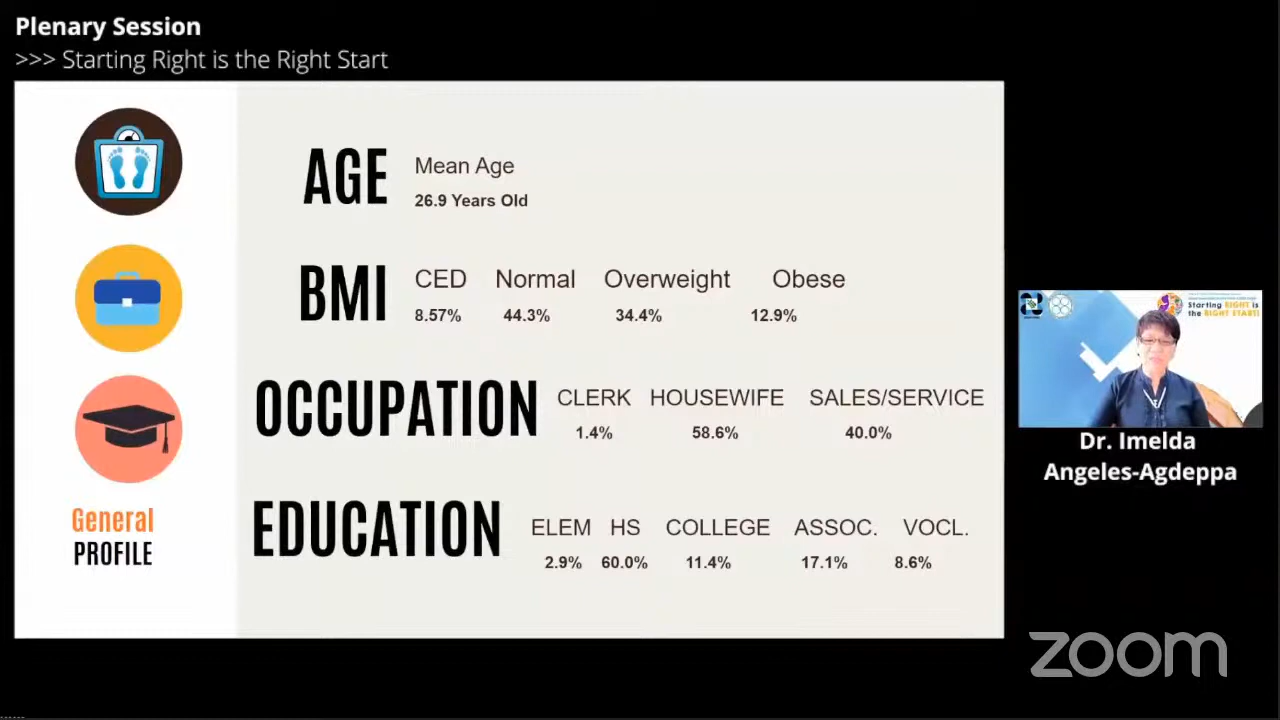 Plenary Session
>>> Starting Right is the Right Start
AGE
Mean Age
26.9 Years Old
BMI
CED Normal Overweight Obese
8.57% 44.3% 34.4% 12.9%
OCCUPATION
CLERK HOUSEWIFE SALES/SERVICE
1.4% 58.6% 40.0%
EDUCATION
ELEM HS COLLEGE ASSOC. VOCL.
2.9% 60.0% 11.4% 17.1% 8.6%
General
PROFILE
Starting RIGHT is
the RIGHT START!
Dr. Imelda
Angeles-Agdeppa
zoom